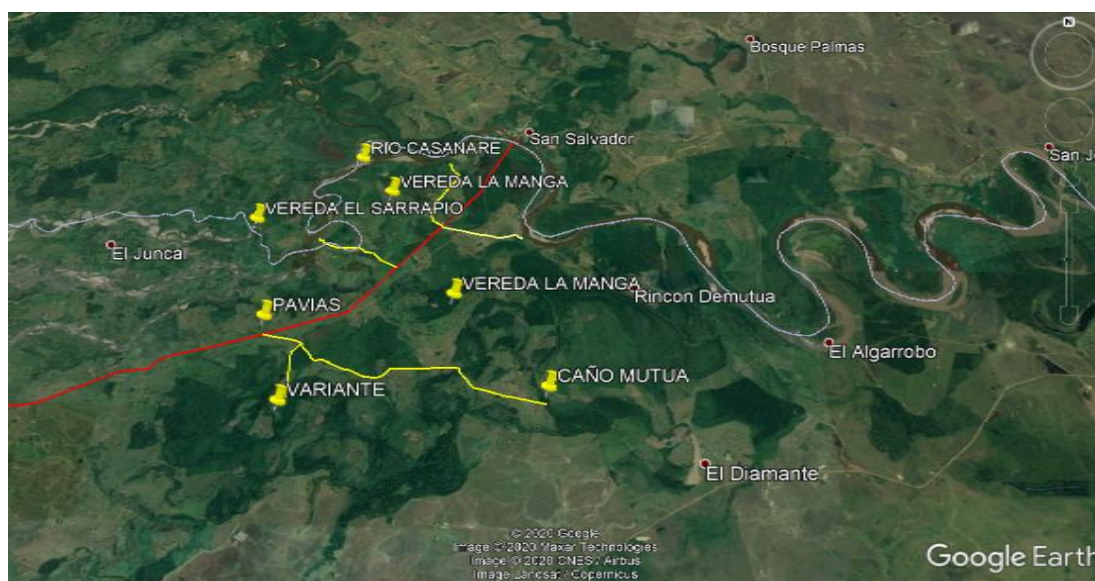 N
Bosque Palmas
San Salvador
RIO CASANARE
San J
VEREDA LA MANGA
VEREDA EL SARRAPIO
El Juncal
VEREDA LA MANGA
Rincon Demutua
PAVIAS
El Algarrobo
CAÑO MUTUA
VARIANTE
El Diamante
© 2020 Google
Image © 2020 Maxar Technologies
Image © 2020 CNES / Airbus
Image Landsat / Copernicus
Google Earth